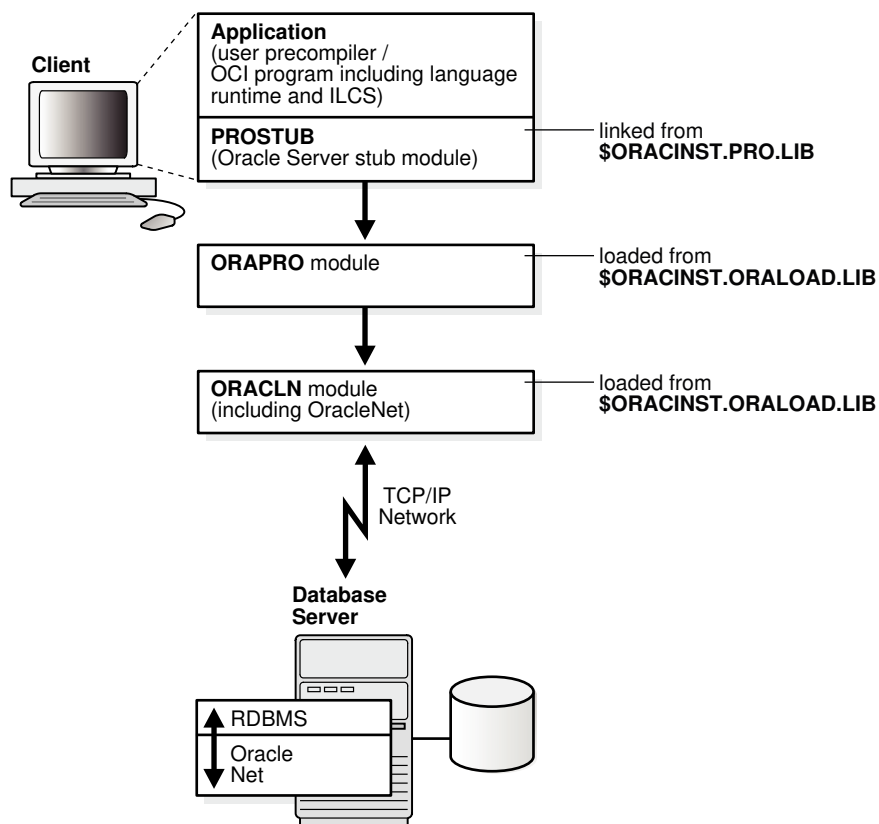 Client
Application
(user precompiler /
OCI program including language
runtime and ILCS)
PROSTUB
(Oracle Server stub module)
linked from
$ORACINST.PRO.LIB
ORAPRO module
loaded from
$ORACINST.ORALOAD.LIB
ORACLN module
(including OracleNet)
loaded from
$ORACINST.ORALOAD.LIB
TCP/IP
Network
Database
Server
RDBMS
Oracle
Net